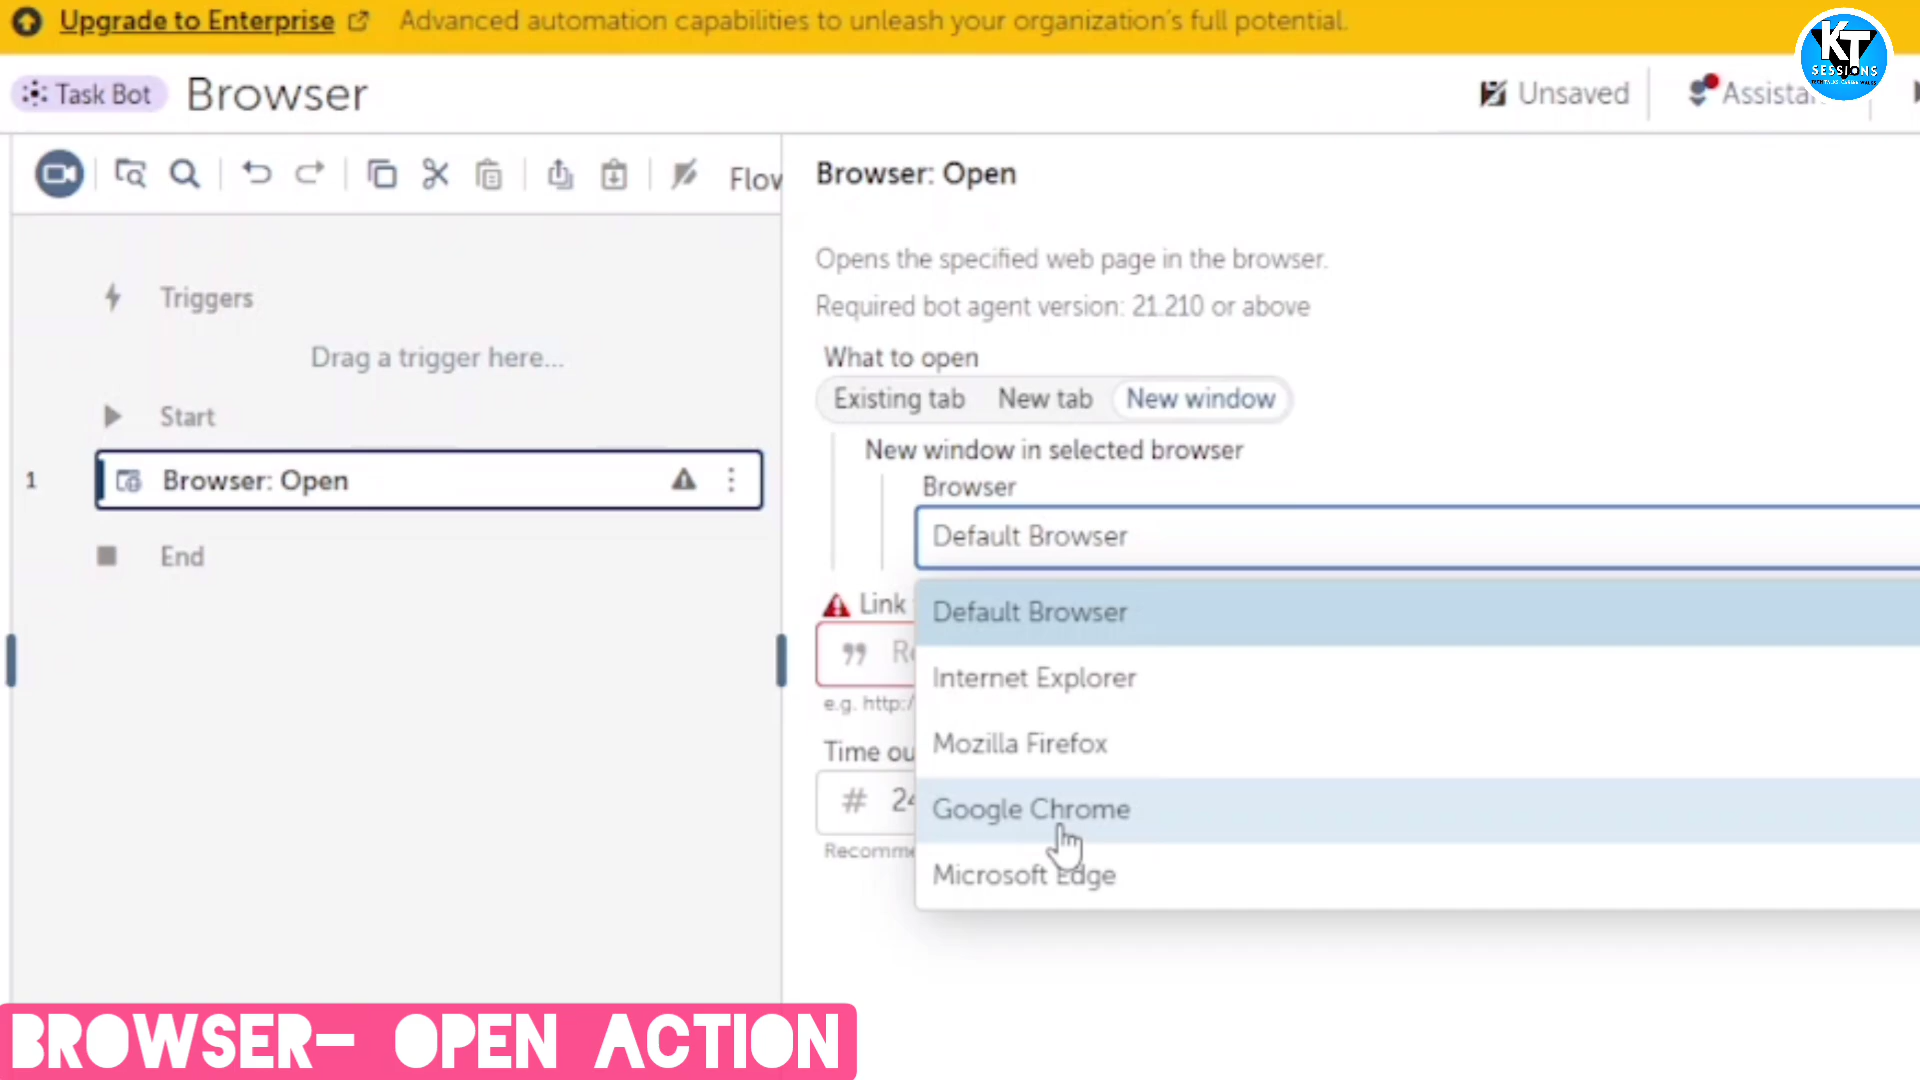 Upgrade to Enterprise Advanced automation capabilities to unleash your organization's full potential.
KT
SESSIONS
Task Bot Browser
Unsaved
Flow
Browser: Open
Opens the specified web page in the browser.
Required bot agent version: 21.210 or above
Triggers
Drag a trigger here...
Start
1 Browser: Open
End
What to open
Existing tab New tab New window
New window in selected browser
Browser
Default Browser
Link
e.g. http:/
Time ou
# 24
Recomme
Default Browser
Internet Explorer
Mozilla Firefox
Google Chrome
Microsoft Edge
BROWSER- OPEN ACTION